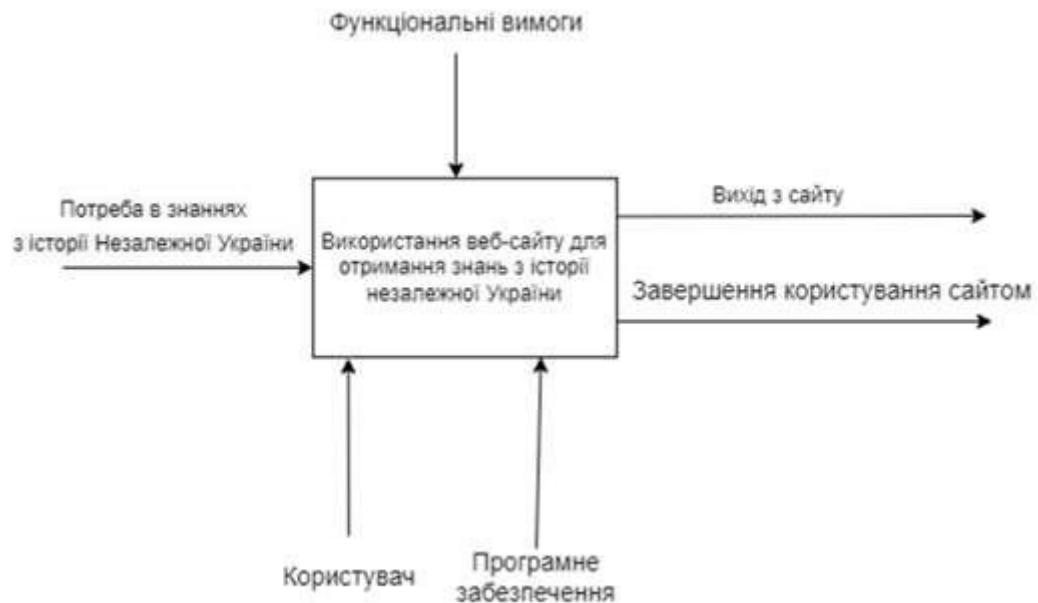 Функціональні вимоги
Потреба в знаннях
з історії Незалежної України
Використання веб-сайту для
отримання знань з історії
незалежної України
Вихід з сайту
Завершення користування сайтом
Користувач
Програмне
забезпечення